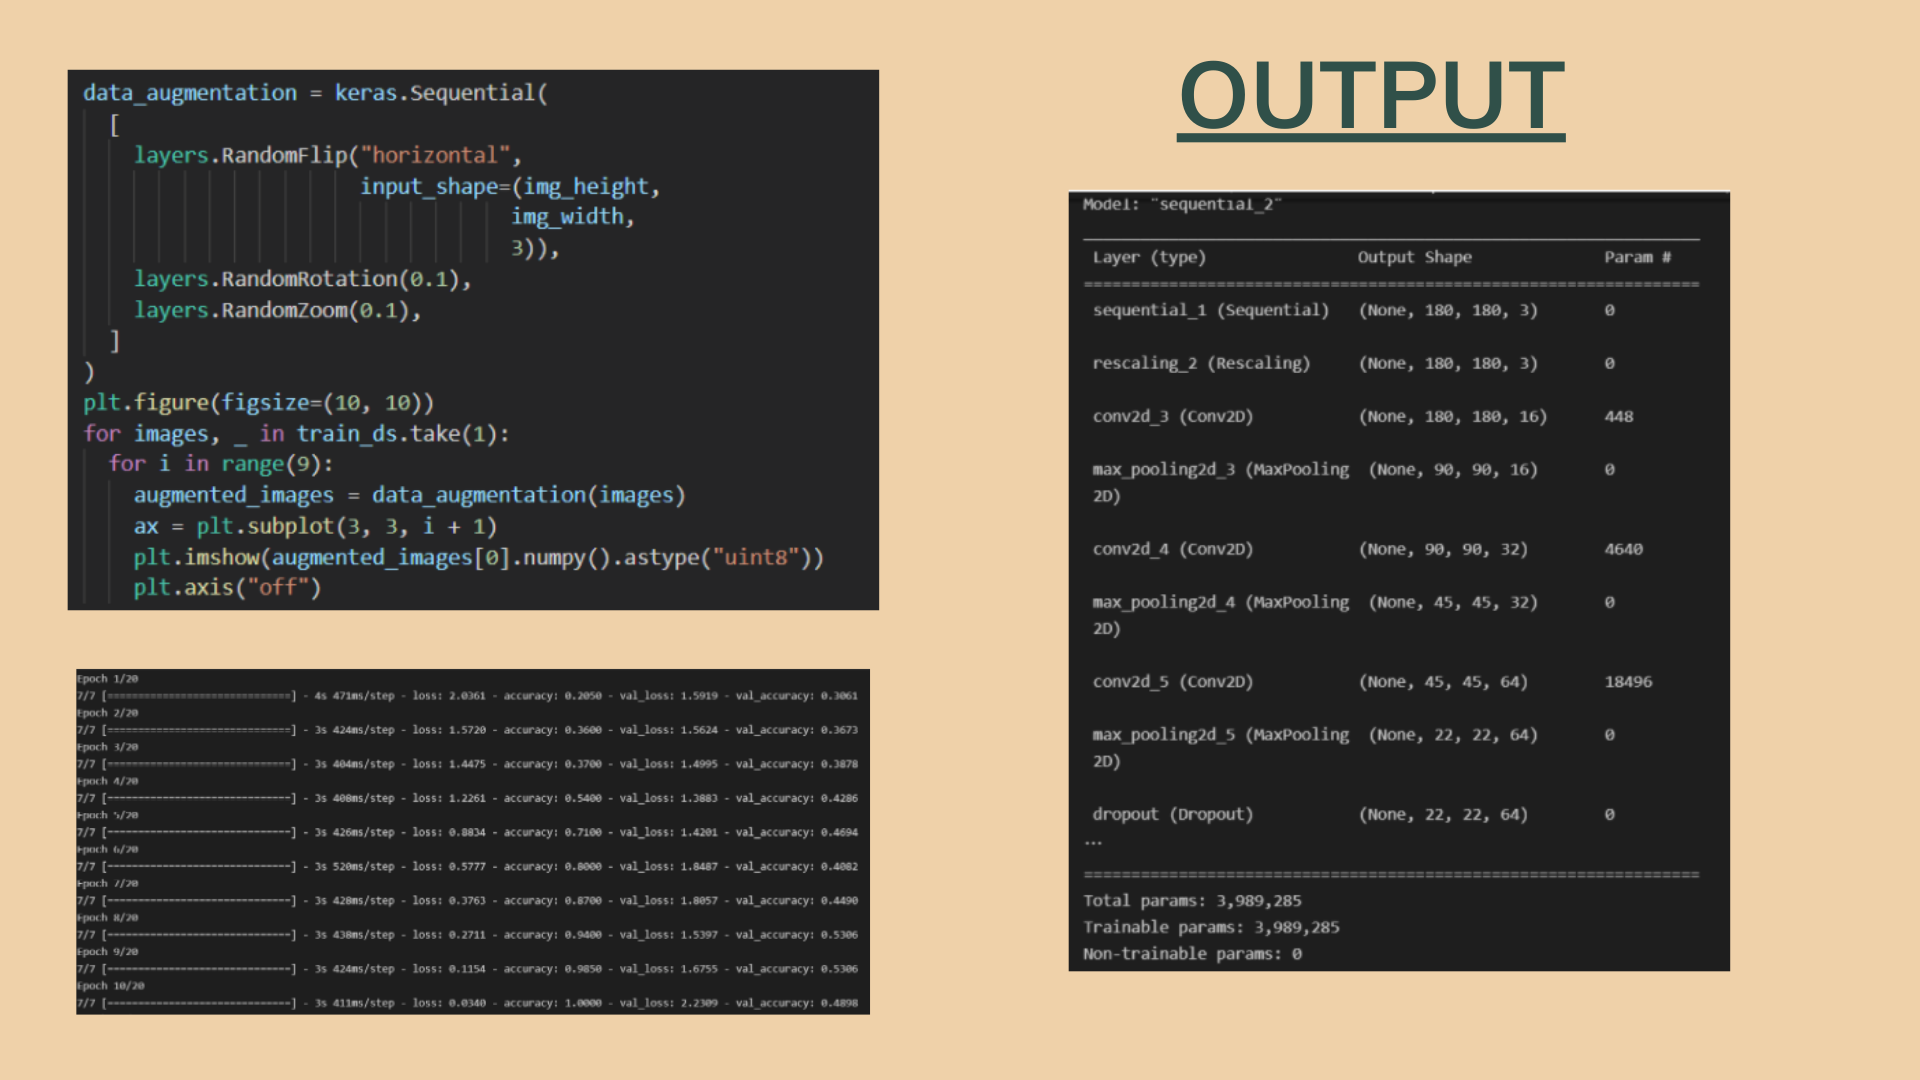 data_augmentation = keras.Sequential(
[
layers.RandomFlip("horizontal",
input_shape=(img_height,
img_width,
3)),
layers.RandomRotation(0.1),
layers.RandomZoom(0.1),
]
)
plt.figure(figsize=(10, 10))
for images, _ in train_ds.take(1):
for i in range(9):
augmented_images = data_augmentation(images)
ax = plt.subplot(3, 3, i + 1)
plt.imshow(augmented_images[0].numpy().astype("uint8"))
plt.axis("off")
Epoch 1/20
7/7 [==============================] - 4s 471ms/step - loss: 2.0361 - accuracy: 0.2050 - val_loss: 1.5919 - val_accuracy: 0.3061
Epoch 2/20
7/7 [==============================] - 3s 424ms/step - loss: 1.5720 - accuracy: 0.3600 - val_loss: 1.5624 - val_accuracy: 0.3673
Epoch 3/20
7/7 [==============================] - 3s 404ms/step - loss: 1.4475 - accuracy: 0.3700 - val_loss: 1.4995 - val_accuracy: 0.3878
Epoch 4/20
7/7 [==============================] - 3s 408ms/step - loss: 1.2261 - accuracy: 0.5400 - val_loss: 1.3883 - val_accuracy: 0.4286
Epoch 5/20
7/7 [==============================] - 3s 426ms/step - loss: 0.8834 - accuracy: 0.7100 - val_loss: 1.4201 - val_accuracy: 0.4694
Epoch 6/20
7/7 [==============================] - 3s 520ms/step - loss: 0.5777 - accuracy: 0.8000 - val_loss: 1.8487 - val_accuracy: 0.4082
Epoch 7/20
7/7 [==============================] - 3s 428ms/step - loss: 0.3763 - accuracy: 0.8700 - val_loss: 1.8057 - val_accuracy: 0.4490
Epoch 8/20
7/7 [==============================] - 3s 438ms/step - loss: 0.2711 - accuracy: 0.9400 - val_loss: 1.5397 - val_accuracy: 0.5306
Epoch 9/20
7/7 [==============================] - 3s 424ms/step - loss: 0.1154 - accuracy: 0.9850 - val_loss: 1.6755 - val_accuracy: 0.5306
Epoch 10/20
7/7 [==============================] - 3s 411ms/step - loss: 0.0340 - accuracy: 1.0000 - val_loss: 2.2309 - val_accuracy: 0.4898
OUTPUT
Model: "sequential_2"
Layer (type) Output Shape Param #
=================================================================
sequential_1 (Sequential) (None, 180, 180, 3) 0
rescaling_2 (Rescaling) (None, 180, 180, 3) 0
conv2d_3 (Conv2D) (None, 180, 180, 16) 448
max_pooling2d_3 (MaxPooling (None, 90, 90, 16) 0
2D)
conv2d_4 (Conv2D) (None, 90, 90, 32) 4640
max_pooling2d_4 (MaxPooling (None, 45, 45, 32) 0
2D)
conv2d_5 (Conv2D) (None, 45, 45, 64) 18496
max_pooling2d_5 (MaxPooling (None, 22, 22, 64) 0
2D)
dropout (Dropout) (None, 22, 22, 64) 0
...
=================================================================
Total params: 3,989,285
Trainable params: 3,989,285
Non-trainable params: 0